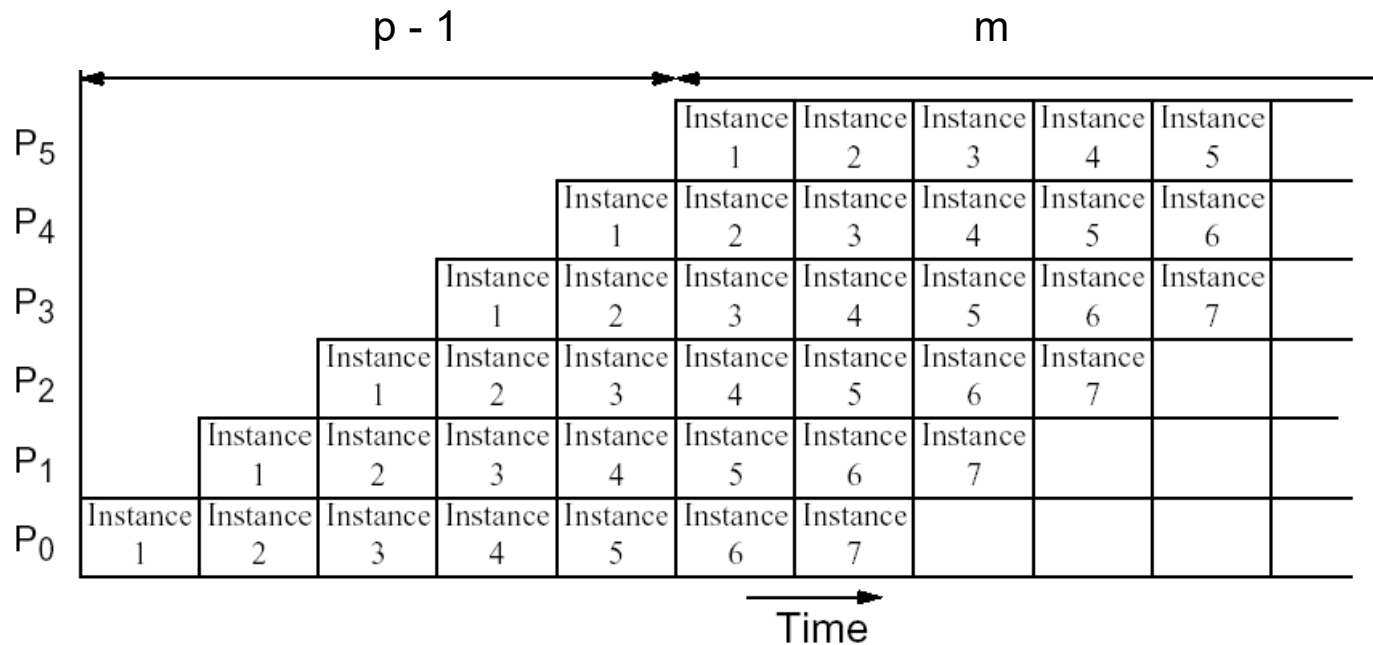 p - 1 m
P5 Instance Instance Instance Instance Instance
1 2 3 4 5
P4 Instance Instance Instance Instance Instance Instance
1 2 3 4 5 6
P3 Instance Instance Instance Instance Instance Instance Instance
1 2 3 4 5 6 7
P2 Instance Instance Instance Instance Instance Instance Instance
1 2 3 4 5 6 7
P1 Instance Instance Instance Instance Instance Instance Instance
1 2 3 4 5 6 7
P0 Instance Instance Instance Instance Instance Instance Instance
1 2 3 4 5 6 7
Time